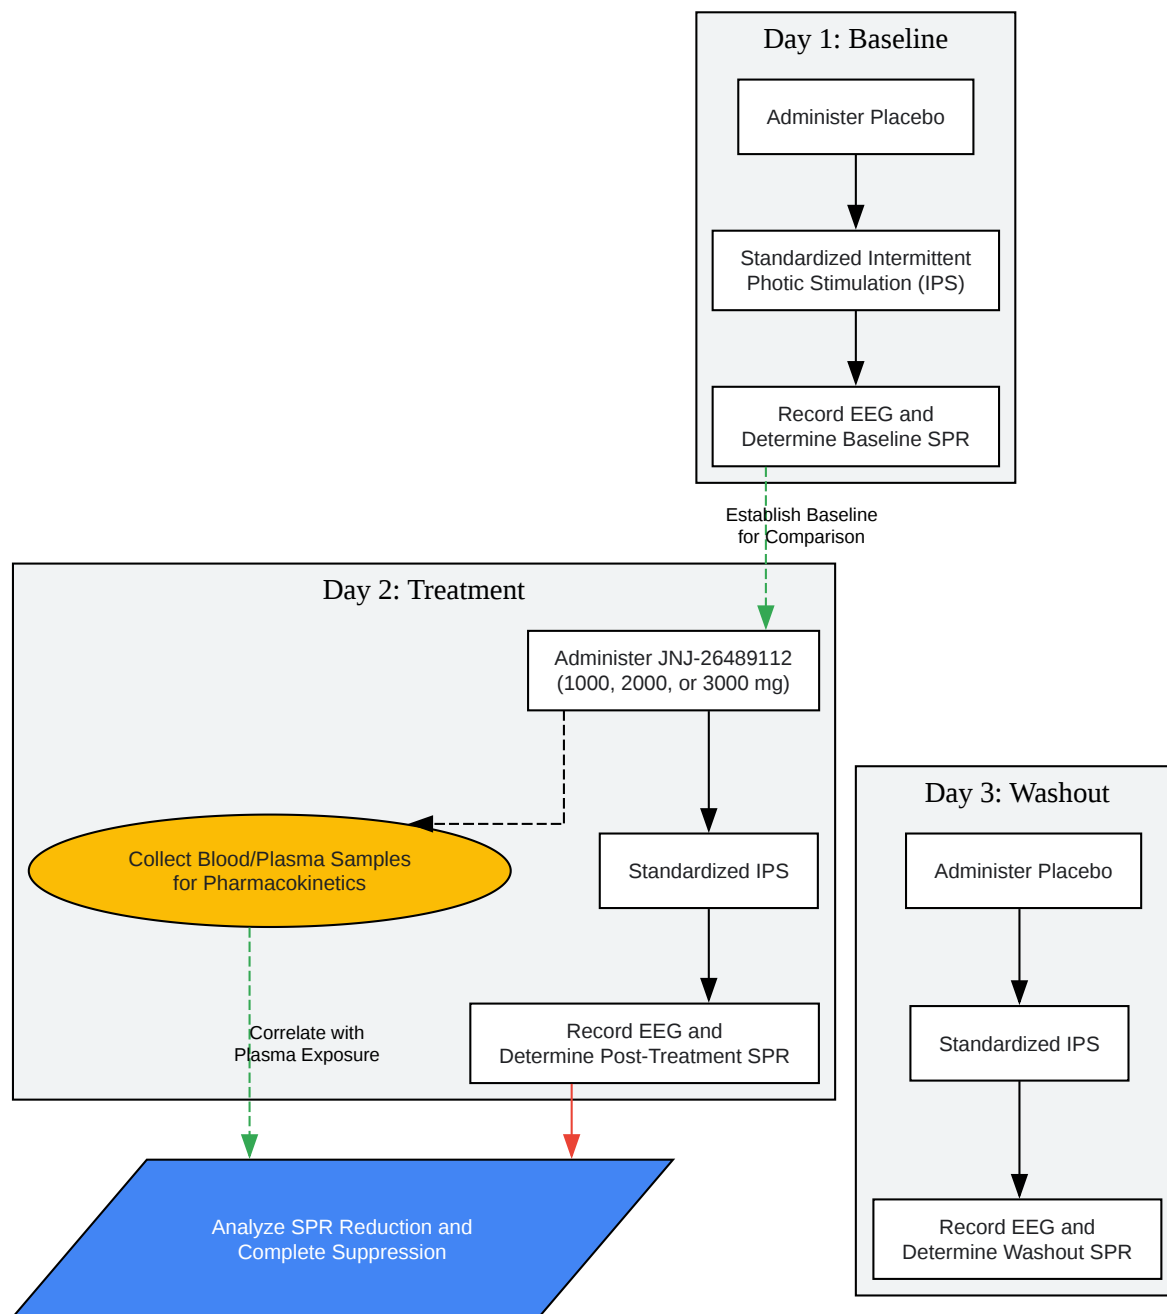 Day 1: Baseline
Administer Placebo
Standardized Intermittent
Photic Stimulation (IPS)
Record EEG and
Determine Baseline SPR
Establish Baseline
for Comparison
Day 2: Treatment
Administer JNJ-26489112
(1000, 2000, or 3000 mg)
Collect Blood/Plasma Samples
for Pharmacokinetics
Standardized IPS
Correlate with
Plasma Exposure
Record EEG and
Determine Post-Treatment SPR
Analyze SPR Reduction and
Complete Suppression
Day 3: Washout
Administer Placebo
Standardized IPS
Record EEG and
Determine Washout SPR